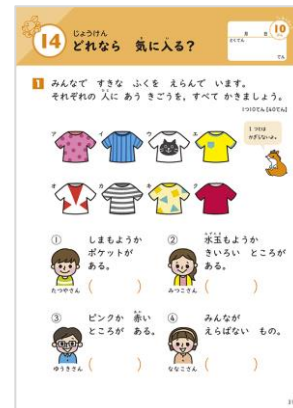 14
じょうけん
どれなら 気に入る?
月 日
10
てん
1 みんなで すきな ふくを えらんで います。
それぞれの 人に あう きごうを、すべて かきましょう。
1つ10てん【40てん】
1つとは
かぎらないよ。
ア イ ウ エ
オ カ キ ク
① しまもようか
ポケットが
ある。
たつやさん ( )
② 水玉もようか
きいろい ところが
ある。
みつこさん ( )
③ ピンクか 赤い
ところが ある。
ゆうきさん ( )
④ みんなが
えらばない もの。
ななこさん ( )